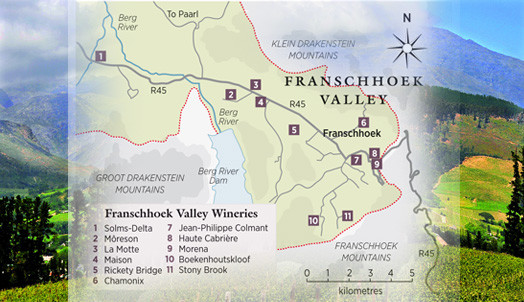 To Paarl
Berg
River
N
KLEIN DRAKENSTEIN
MOUNTAINS
1
R45
3
FRANSCHHOEK
VALLEY
2
4
R45
6
Berg
River
5
Franschhoek
8
7
9
Berg River
Dam
GROOT DRAKENSTEIN
MOUNTAINS
10
11
FRANSCHHOEK
MOUNTAINS
R45
Franschhoek Valley Wineries
1 Solms-Delta
2 Môreson
3 La Motte
4 Maison
5 Rickety Bridge
6 Chamonix
7 Jean-Philippe Colmant
8 Haute Cabrière
9 Morena
10 Boekenhoutskloof
11 Stony Brook
0 1 2 3 4 5
kilometres